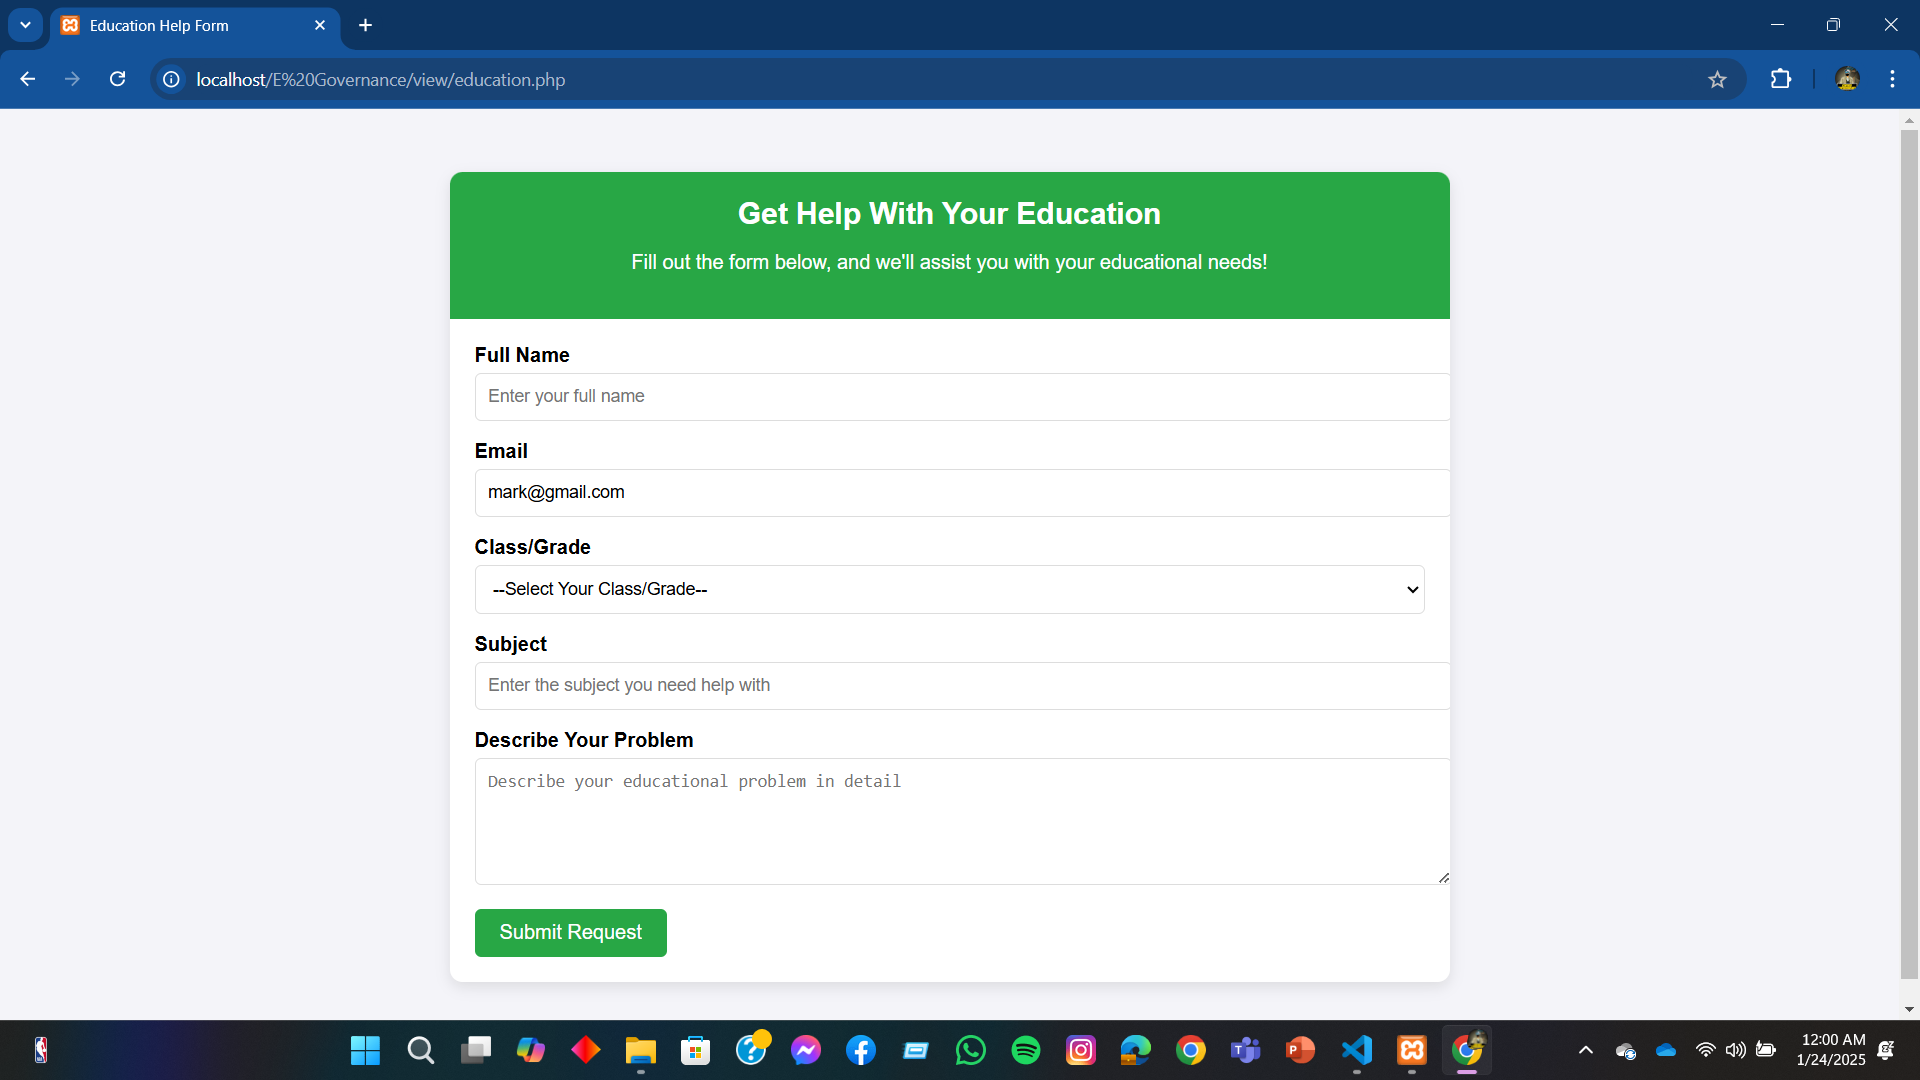 Education Help Form
localhost/E%20Governance/view/education.php
Get Help With Your Education
Fill out the form below, and we'll assist you with your educational needs!
Full Name
Enter your full name
Email
mark@gmail.com
Class/Grade
--Select Your Class/Grade--
Subject
Enter the subject you need help with
Describe Your Problem
Describe your educational problem in detail
Submit Request
12:00 AM
1/24/2025